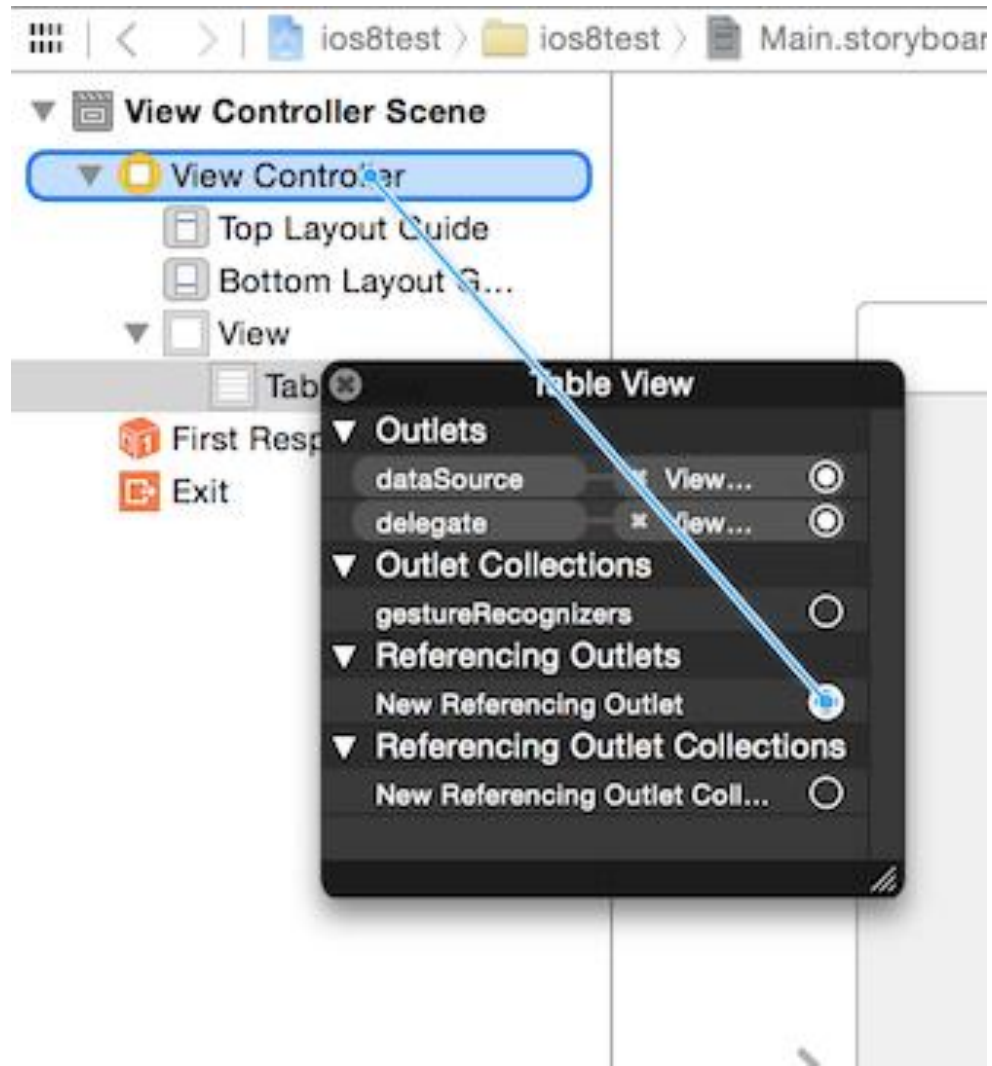 ios8test ios8test Main.storyboar
View Controller Scene
View Controller
Top Layout Guide
Bottom Layout G...
View
Tab
First Resp
Exit
Table View
Outlets
dataSource View...
delegate View...
Outlet Collections
gestureRecognizers
Referencing Outlets
New Referencing Outlet
Referencing Outlet Collections
New Referencing Outlet Coll...